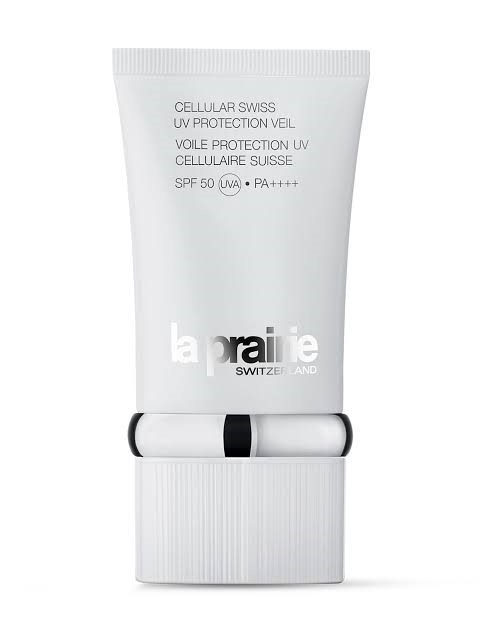 CELLULAR SWISS
UV PROTECTION VEIL
VOILE PROTECTION UV
CELLULAIRE SUISSE
SPF 50 UVA • PA++++
la prairie
SWITZERLAND